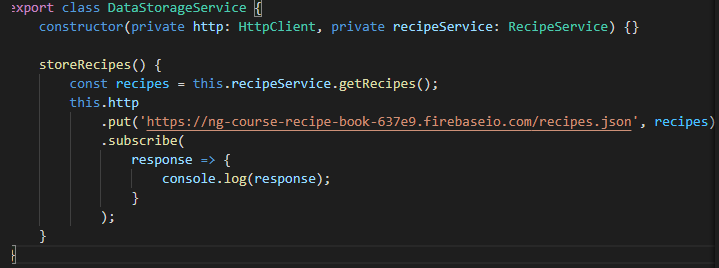 export class DataStorageService {
constructor(private http: HttpClient, private recipeService: RecipeService) {}
storeRecipes() {
const recipes = this.recipeService.getRecipes();
this.http
.put('https://ng-course-recipe-book-637e9.firebaseio.com/recipes.json', recipes)
.subscribe(
response => {
console.log(response);
}
);
}
}